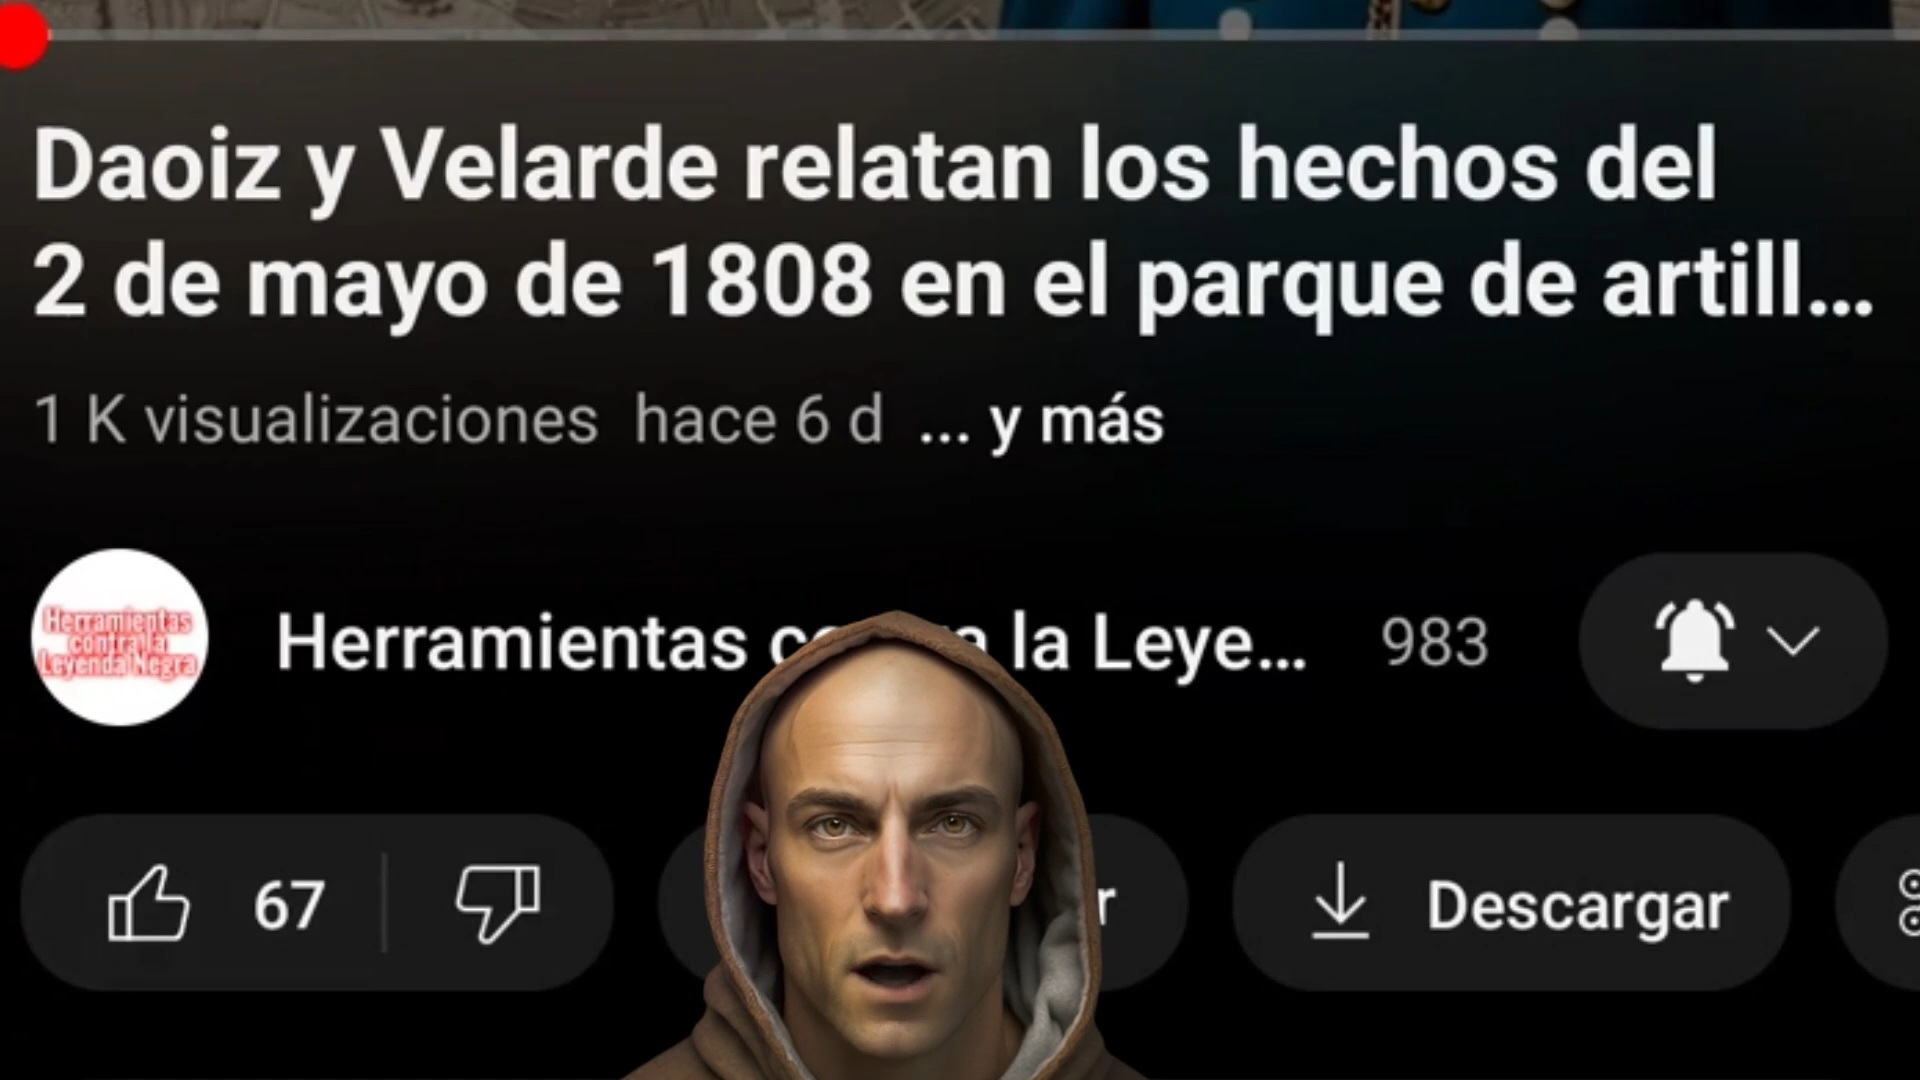 Daoiz y Velarde relatan los hechos del
2 de mayo de 1808 en el parque de artill...
1 K visualizaciones hace 6 d ... y más
Herramientas
contra la
Leyenda Negra
Herramientas la Leye... 983
67
Descargar